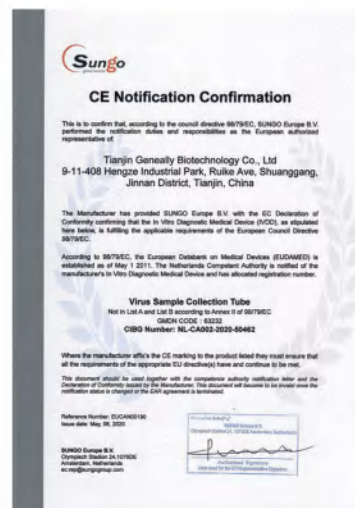 Sungo
CE Notification Confirmation
This is to confirm that, according to the council directive 98/79/EC, SUNGO Europe B.V.
performed the notification duties and responsibilities as the European authorized
representative of:
Tianjin Geneally Biotechnology Co., Ltd
9-11-408 Hengze Industrial Park, Ruike Ave, Shuanggang,
Jinnan District, Tianjin, China
The Manufacturer has provided SUNGO Europe B.V. with the EC Declaration of
Conformity confirming that the In Vitro Diagnostic Medical Device (IVDD), as stipulated
here below, is fulfilling the applicable requirements of the European Council Directive
98/79/EC.
According to 98/79/EC, the European Databank on Medical Devices (EUDAMED) is
established as of May 1 2011. The Netherlands Competent Authority is notified of the
manufacturer's In Vitro Diagnostic Medical Device and has allocated registration number.
Virus Sample Collection Tube
Not in List A and List B according to Annex II of 98/79/EC
GMDN CODE : 63232
CIBG Number: NL-CA002-2020-50462
Where the manufacturer affix's the CE marking to the product listed they must ensure that
all the requirements of the appropriate EU directive(s) have and continue to be met.
This document should be used together with the competence authority notification letter and the
Declaration of Conformity issued by the Manufacturer. This document will become to be invalid once the
notification status is changed or the EAR agreement is terminated.
Reference Number: EUCAN00190
Issue date: May, 06, 2020
SUNGO Europe B.V.
Olympisch Stadion 24, 1076DE
Amsterdam, Netherlands
ec.rep@sungogroup.com
SUNGO Europe B.V.
Olympisch Stadion 24, 1076DE Amsterdam, Netherlands
Authorized Signature